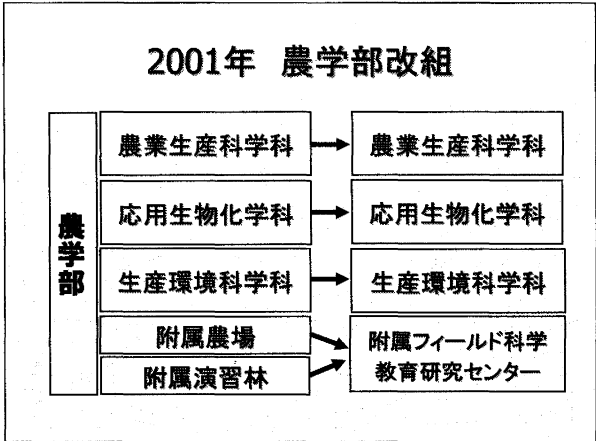 2001年 農学部改組
農学部
農業生産科学科
農業生産科学科
応用生物化学科
応用生物化学科
生産環境科学科
生産環境科学科
附属農場
附属演習林
附属フィールド科学
教育研究センター